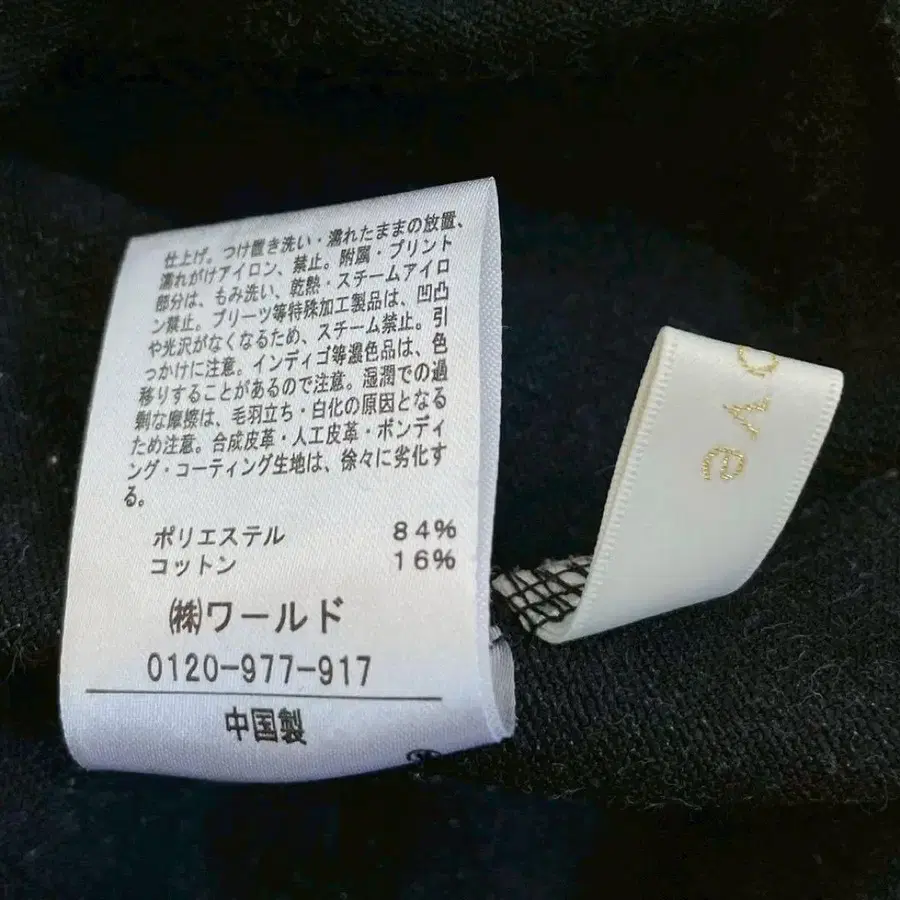 仕上げ。つけ置き洗い・濡れたままの放置、
濡れがけアイロン、禁止。附属・プリント
部分は、もみ洗い、乾熱・スチームアイロ
ン禁止。プリーツ等特殊加工製品は、凹凸
や光沢がなくなるため、スチーム禁止。引
っかけに注意。インディゴ等濃色品は、色
移りすることがあるので注意。湿潤での過
剰な摩擦は、毛羽立ち・白化の原因となる
ため注意。合成皮革・人工皮革・ボンディ
ング・コーティング生地は、徐々に劣化す
る。
ポリエステル 84%
コットン 16%
㈱ワールド
0120-977-917
中国製